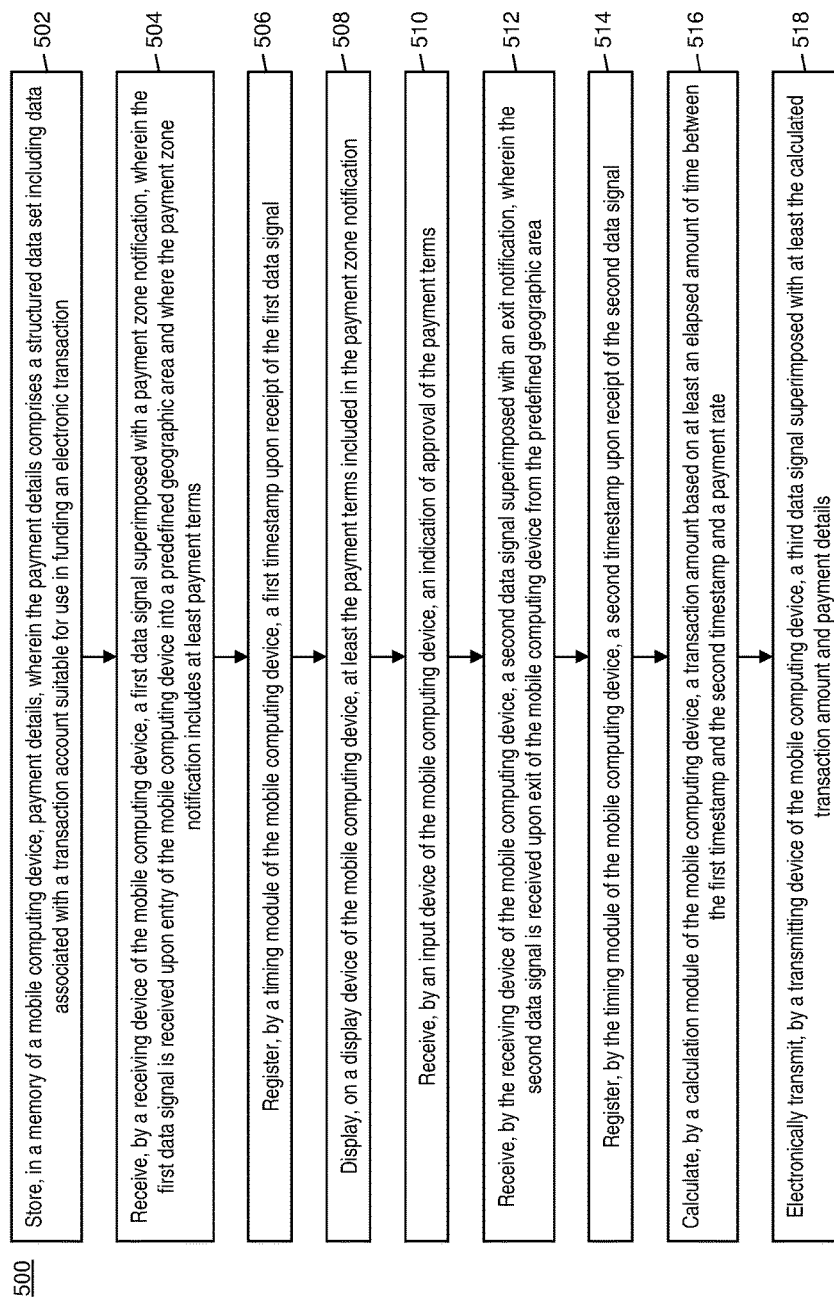 500
Store, in a memory of a mobile computing device, payment details, wherein the payment details comprises a structured data set including data
associated with a transaction account suitable for use in funding an electronic transaction
502
Receive, by a receiving device of the mobile computing device, a first data signal superimposed with a payment zone notification, wherein the
first data signal is received upon entry of the mobile computing device into a predefined geographic area and where the payment zone
notification includes at least payment terms
504
Register, by a timing module of the mobile computing device, a first timestamp upon receipt of the first data signal
506
Display, on a display device of the mobile computing device, at least the payment terms included in the payment zone notification
508
Receive, by an input device of the mobile computing device, an indication of approval of the payment terms
510
Receive, by the receiving device of the mobile computing device, a second data signal superimposed with an exit notification, wherein the
second data signal is received upon exit of the mobile computing device from the predefined geographic area
512
Register, by the timing module of the mobile computing device, a second timestamp upon receipt of the second data signal
514
Calculate, by a calculation module of the mobile computing device, a transaction amount based on at least an elapsed amount of time between
the first timestamp and the second timestamp and a payment rate
516
Electronically transmit, by a transmitting device of the mobile computing device, a third data signal superimposed with at least the calculated
transaction amount and payment details
518